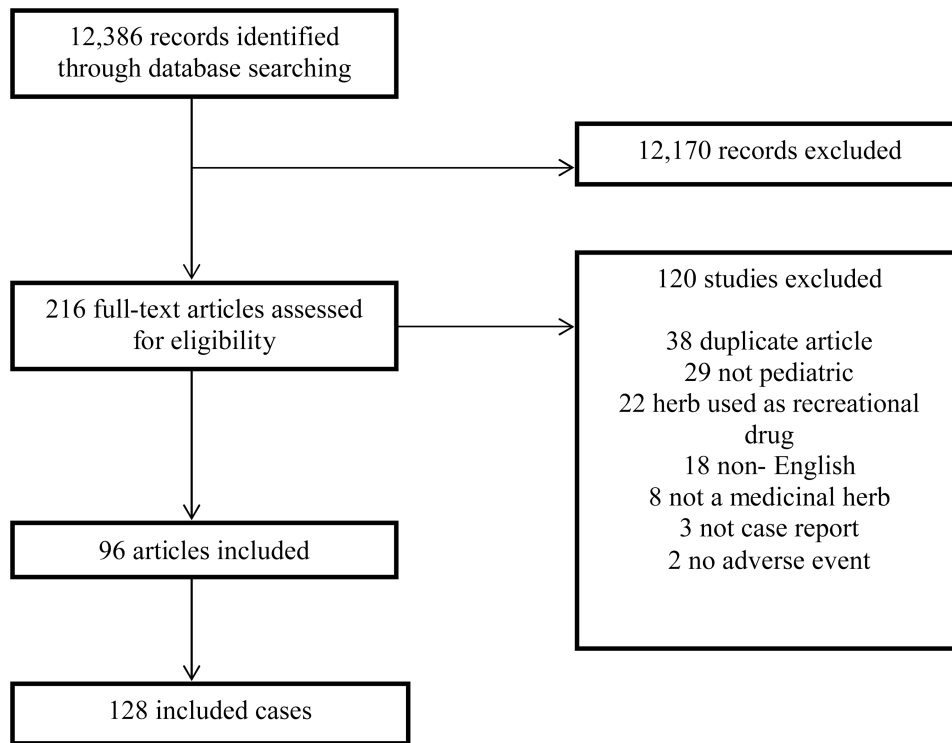 12,386 records identified
through database searching
12,170 records excluded
216 full-text articles assessed
for eligibility
120 studies excluded
38 duplicate article
29 not pediatric
22 herb used as recreational
drug
18 non- English
8 not a medicinal herb
3 not case report
2 no adverse event
96 articles included
128 included cases